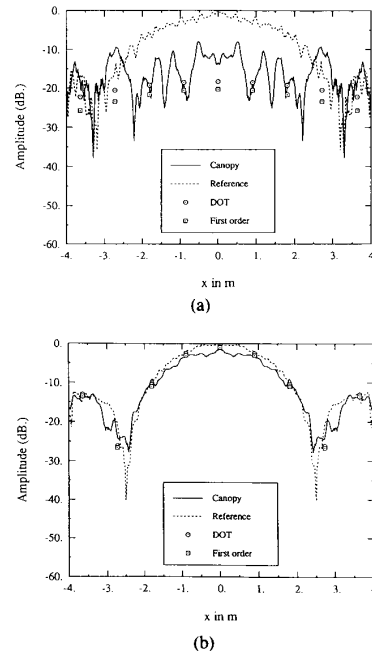 (a)
0.
-10.
-20.
-30.
-40.
-50.
-60.
Amplitude (dB.)
Canopy
Reference
DOT
First order
-4. -3. -2. -1. 0. 1. 2. 3. 4.
x in m
(a)
0.
-10.
-20.
-30.
-40.
-50.
-60.
Amplitude (dB.)
Canopy
Reference
DOT
First order
-4. -3. -2. -1. 0. 1. 2. 3. 4.
x in m
(b)